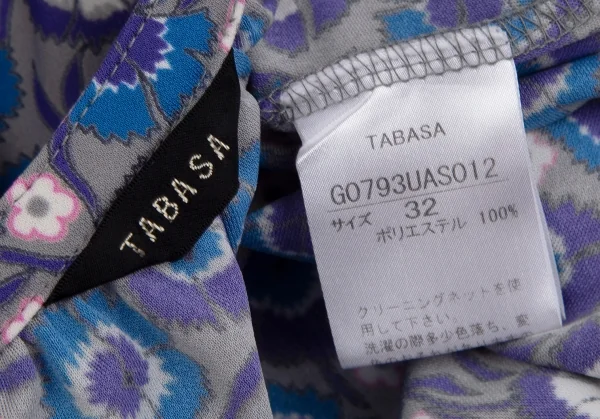 TABASA
TABASA
G0793UAS012
サイズ 32
ポリエステル 100%
クリーニングネットを使
用して下さい。
洗濯の際多少色落ち、変